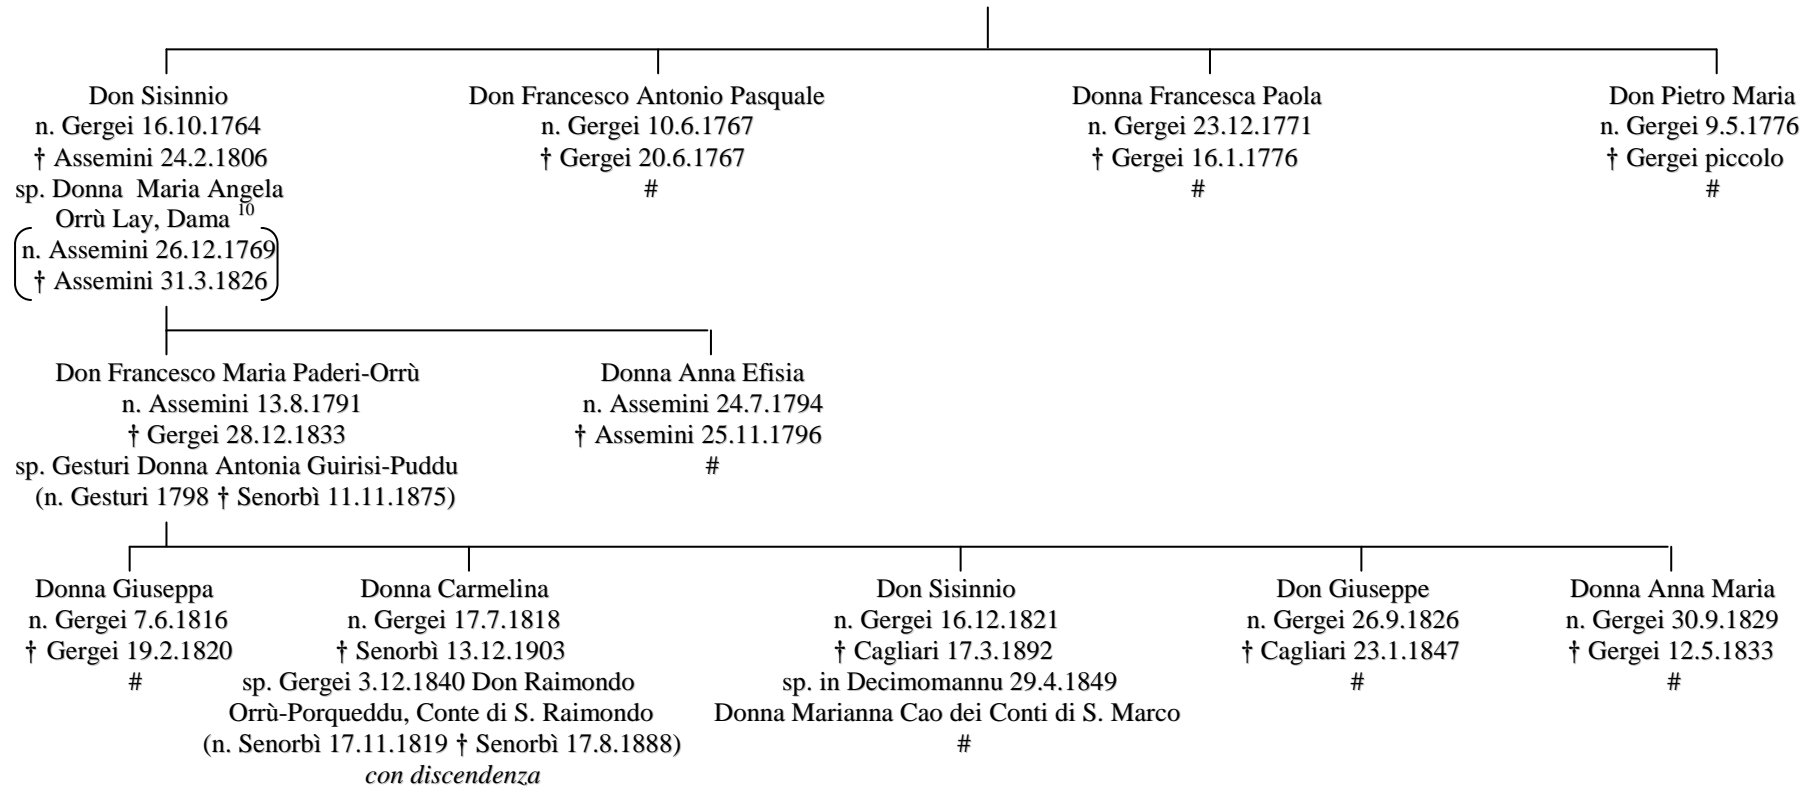 Don Sisinnio
n. Gergei 16.10.1764
† Assemini 24.2.1806
sp. Donna Maria Angela
Orrù Lay, Dama 10
n. Assemini 26.12.1769
† Assemini 31.3.1826
Don Francesco Antonio Pasquale
n. Gergei 10.6.1767
† Gergei 20.6.1767
#
Donna Francesca Paola
n. Gergei 23.12.1771
† Gergei 16.1.1776
#
Don Pietro Maria
n. Gergei 9.5.1776
† Gergei piccolo
#
Don Francesco Maria Paderi-Orrù
n. Assemini 13.8.1791
† Gergei 28.12.1833
sp. Gesturi Donna Antonia Guirisi-Puddu
(n. Gesturi 1798 † Senorbì 11.11.1875)
Donna Anna Efisia
n. Assemini 24.7.1794
† Assemini 25.11.1796
#
Donna Giuseppa
n. Gergei 7.6.1816
† Gergei 19.2.1820
#
Donna Carmelina
n. Gergei 17.7.1818
† Senorbì 13.12.1903
sp. Gergei 3.12.1840 Don Raimondo
Orrù-Porqueddu, Conte di S. Raimondo
(n. Senorbì 17.11.1819 † Senorbì 17.8.1888)
con discendenza
Don Sisinnio
n. Gergei 16.12.1821
† Cagliari 17.3.1892
sp. in Decimomannu 29.4.1849
Donna Marianna Cao dei Conti di S. Marco
#
Don Giuseppe
n. Gergei 26.9.1826
† Cagliari 23.1.1847
#
Donna Anna Maria
n. Gergei 30.9.1829
† Gergei 12.5.1833
#